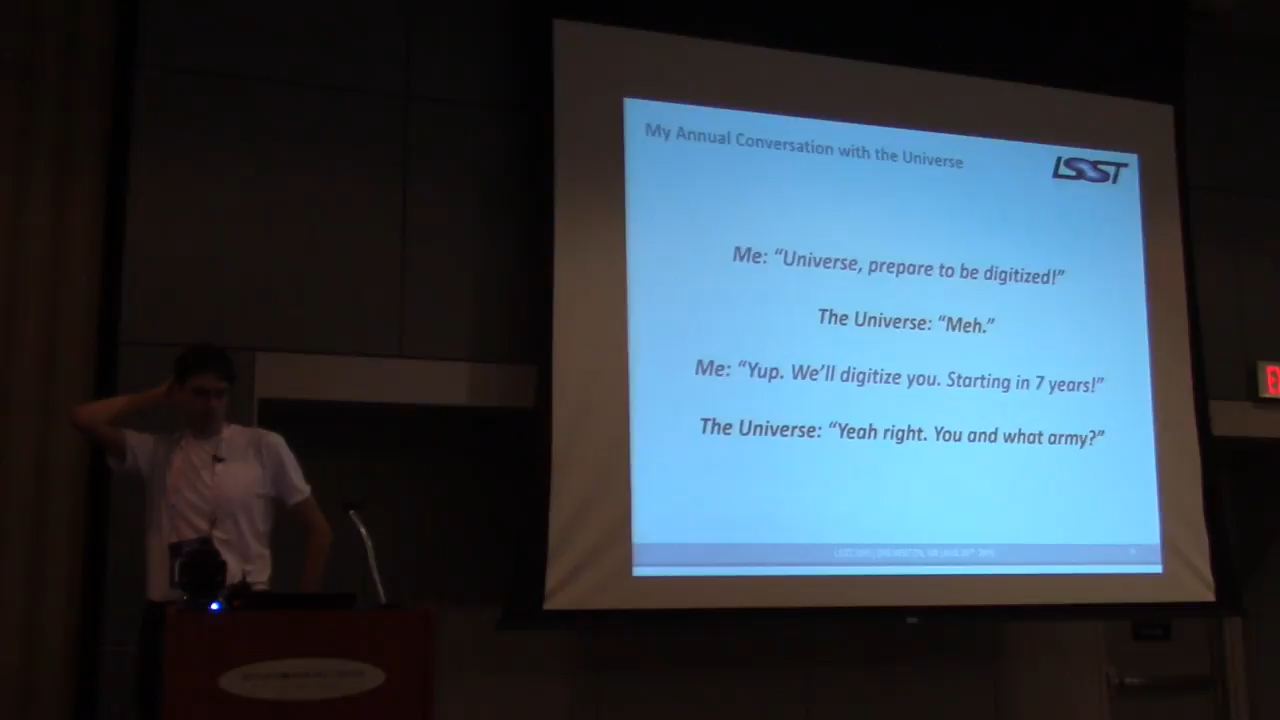 My Annual Conversation with the Universe
LSST
Me: “Universe, prepare to be digitized!”
The Universe: “Meh.”
Me: “Yup. We’ll digitize you. Starting in 7 years!”
The Universe: “Yeah right. You and what army?”